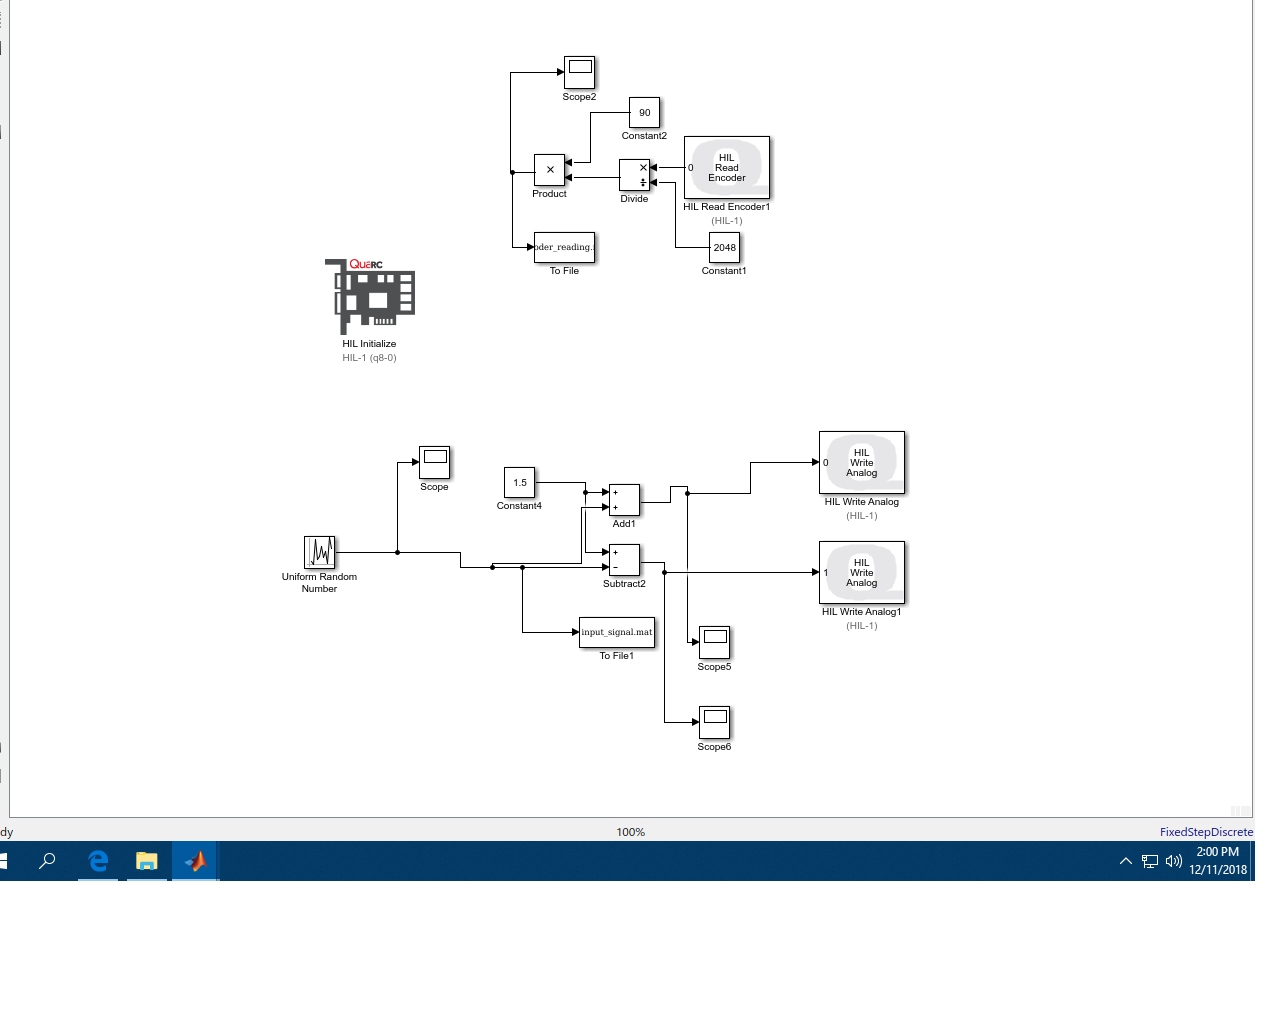 Scope2
90
Constant2
HIL
Read
Encoder
0
×
×
÷
Product
Divide
HIL Read Encoder1
(HIL-1)
oder_reading.
2048
To File
Constant1
QuaRC
HIL Initialize
HIL-1 (q8-0)
Scope
1.5
Constant4
+
+
Add1
0
HIL
Write
Analog
HIL Write Analog
(HIL-1)
Uniform Random
Number
+
−
Subtract2
1
HIL
Write
Analog
HIL Write Analog1
(HIL-1)
input_signal.mat
To File1
Scope5
Scope6
dy
100%
FixedStepDiscrete
2:00 PM
12/11/2018